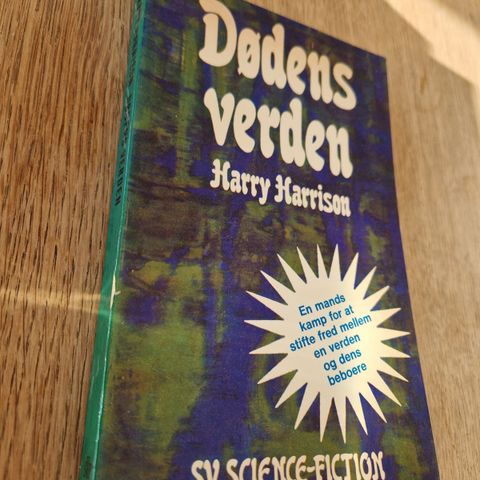 Dødens
verden
Harry Harrison
En mands
kamp for at
stifte fred mellem
en verden
og dens
beboere
SV SCIENCE-FICTION